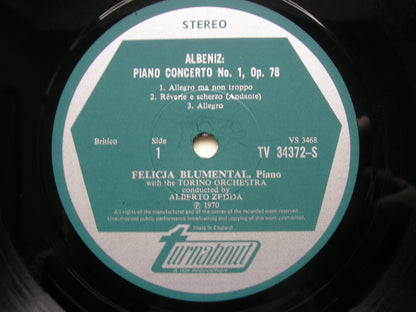 STEREO
ALBENIZ:
PIANO CONCERTO No. 1, Op. 78
1. Allegro ma non troppo
2. Rêverie e scherzo (Andante)
3. Allegro
Britico Side VS 3468
1 TV 34372-S
FELICJA BLUMENTAL, Piano
with the TORINO ORCHESTRA
conducted by
ALBERTO ZEDDA
℗ 1970
All rights of the manufacturer and of the owner of the recorded work reserved.
Unauthorised public performance broadcasting and copying of this work prohibited.
Made in England
turnabout
A VOX PRODUCTION